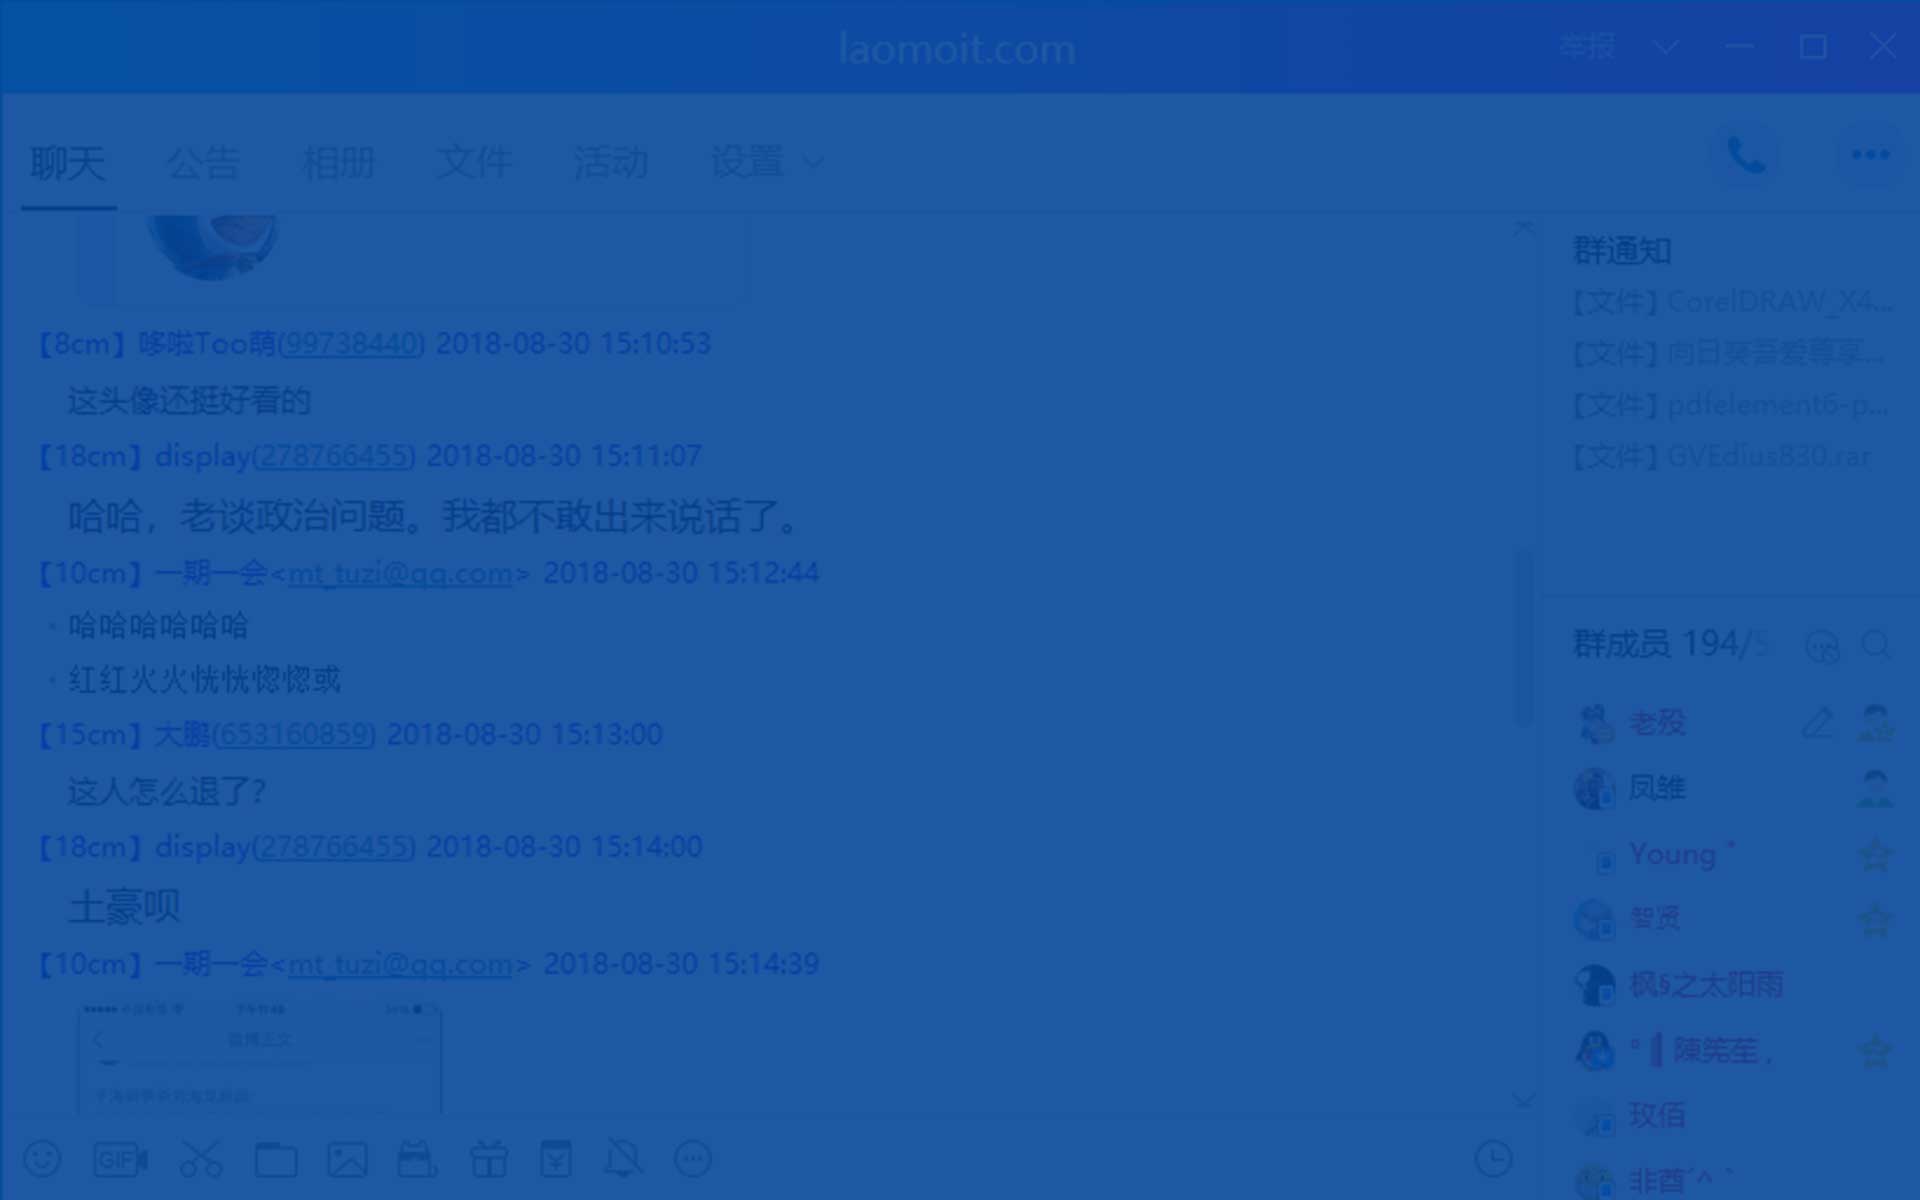 laomoit.com
举报
聊天 公告 相册 文件 活动 设置
【8cm】哆啦Too萌(99738440) 2018-08-30 15:10:53
这头像还挺好看的
【18cm】display(278766455) 2018-08-30 15:11:07
哈哈，老谈政治问题。我都不敢出来说话了。
【10cm】一期一会<mt_tuzi@qq.com> 2018-08-30 15:12:44
哈哈哈哈哈哈
红红火火恍恍惚惚或
【15cm】大鹏(653160859) 2018-08-30 15:13:00
这人怎么退了？
【18cm】display(278766455) 2018-08-30 15:14:00
土豪呗
【10cm】一期一会<mt_tuzi@qq.com> 2018-08-30 15:14:39
微博正文
GIF
群通知
【文件】CorelDRAW_X4...
【文件】向日葵吾爱尊享...
【文件】pdfelement6-p...
【文件】GVEdius830.rar
群成员 194/5
老殁
凤雏
Young ﾟ
智贤
枫§之太阳雨
玫佰